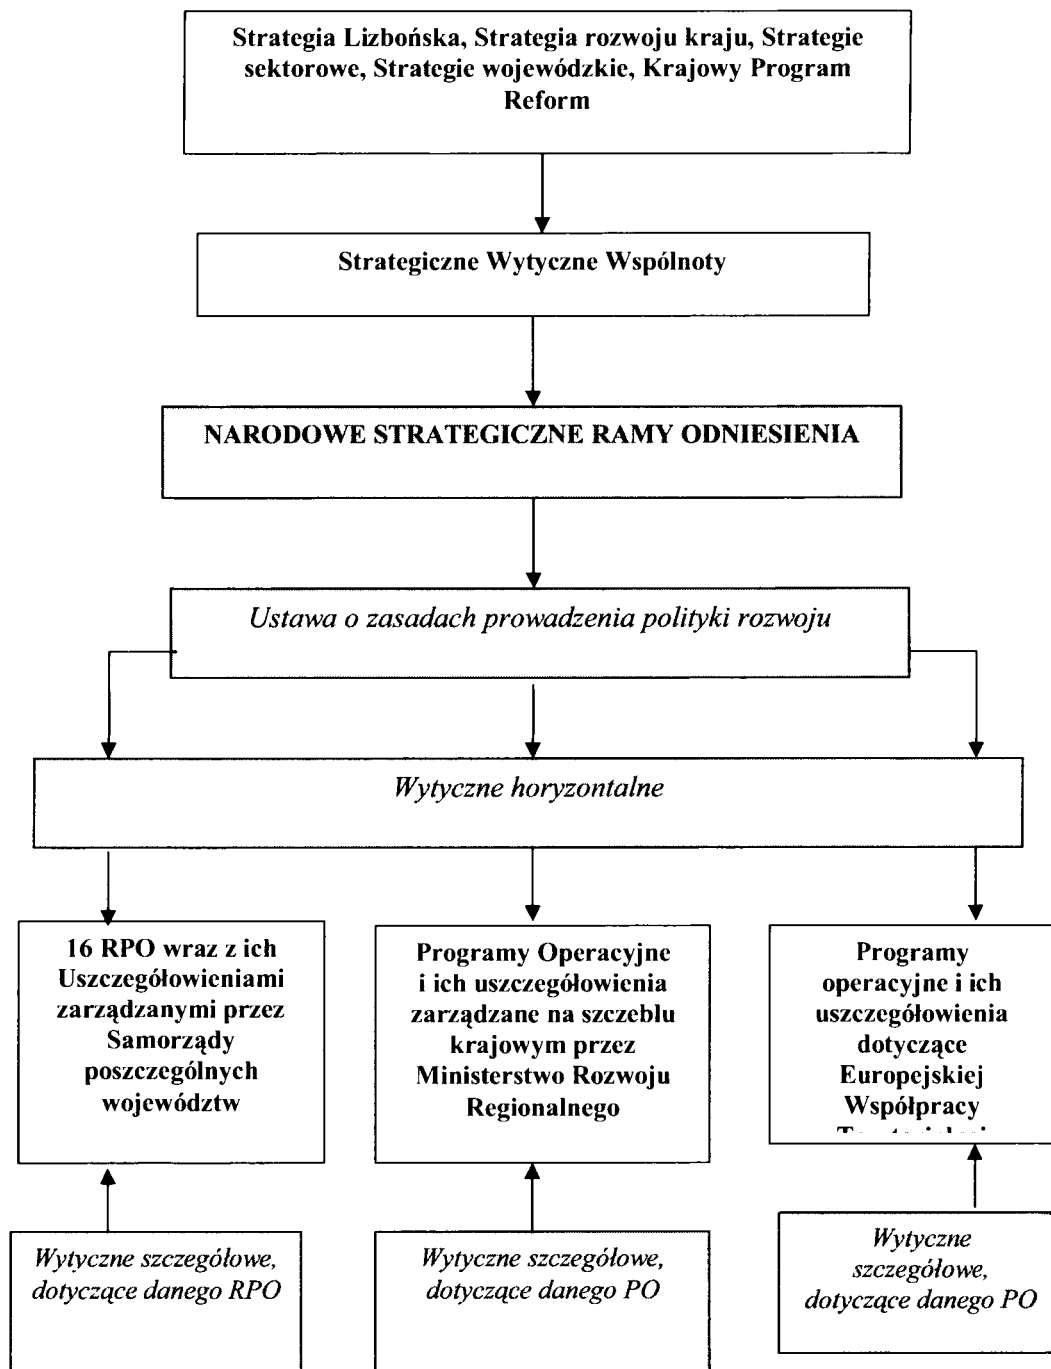 Strategia Lizbońska, Strategia rozwoju kraju, Strategie
sektorowe, Strategie wojewódzkie, Krajowy Program
Reform
Strategiczne Wytyczne Wspólnoty
NARODOWE STRATEGICZNE RAMY ODNIESIENIA
Ustawa o zasadach prowadzenia polityki rozwoju
Wytyczne horyzontalne
16 RPO wraz z ich
Uszczegółowieniami
zarządzanymi przez
Samorządy
poszczególnych
województw
Programy Operacyjne
i ich uszczegółowienia
zarządzane na szczeblu
krajowym przez
Ministerstwo Rozwoju
Regionalnego
Programy
operacyjne i ich
uszczegółowienia
dotyczące
Europejskiej
Współpracy
Wytyczne szczegółowe,
dotyczące danego RPO
Wytyczne szczegółowe,
dotyczące danego PO
Wytyczne
szczegółowe,
dotyczące danego PO